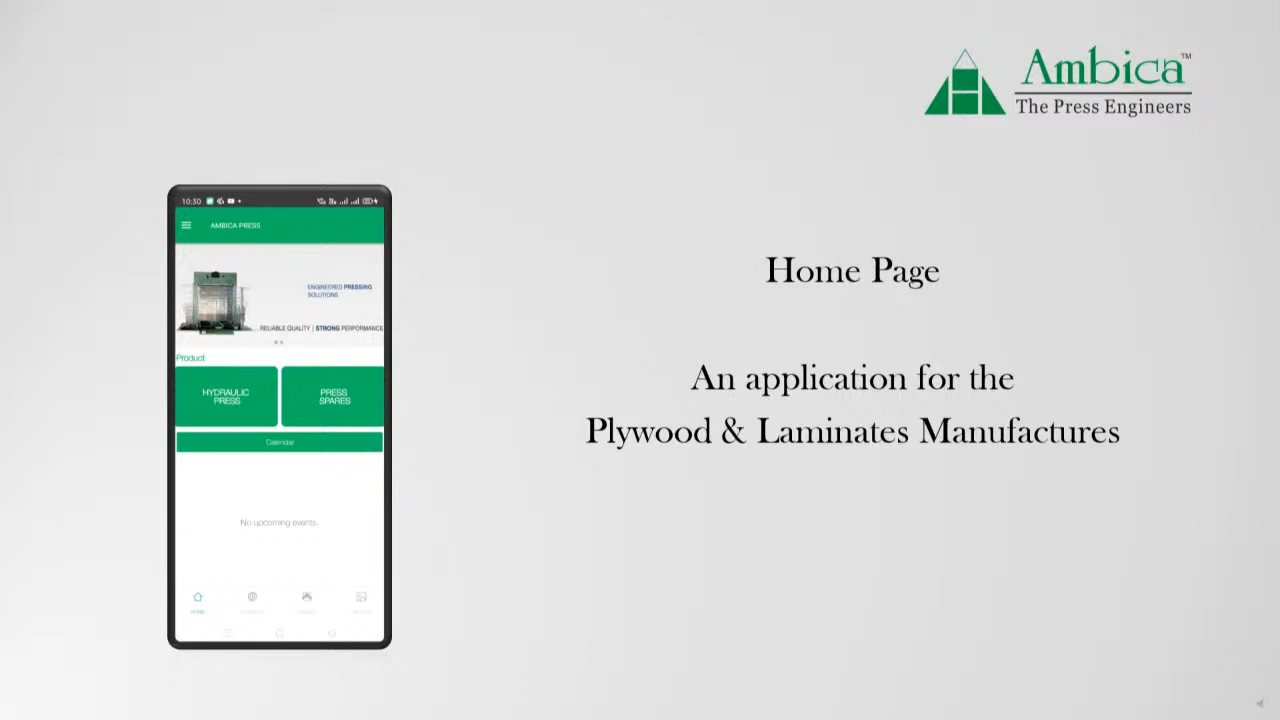 Ambica™
The Press Engineers
10:30
AMBICA PRESS
ENGINEERED PRESSING
SOLUTIONS
RELIABLE QUALITY | STRONG PERFORMANCE
Product
HYDRAULIC
PRESS
PRESS
SPARES
Calendar
No upcoming events.
HOME
Home Page
An application for the
Plywood & Laminates Manufactures